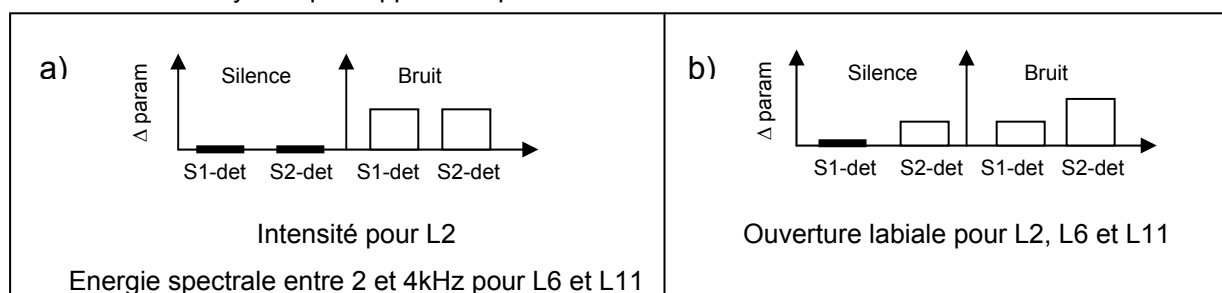 a)
Δ param
Silence
Bruit
S1-det S2-det S1-det S2-det
Intensité pour L2
Energie spectrale entre 2 et 4kHz pour L6 et L11
b)
Δ param
Silence
Bruit
S1-det S2-det S1-det S2-det
Ouverture labiale pour L2, L6 et L11